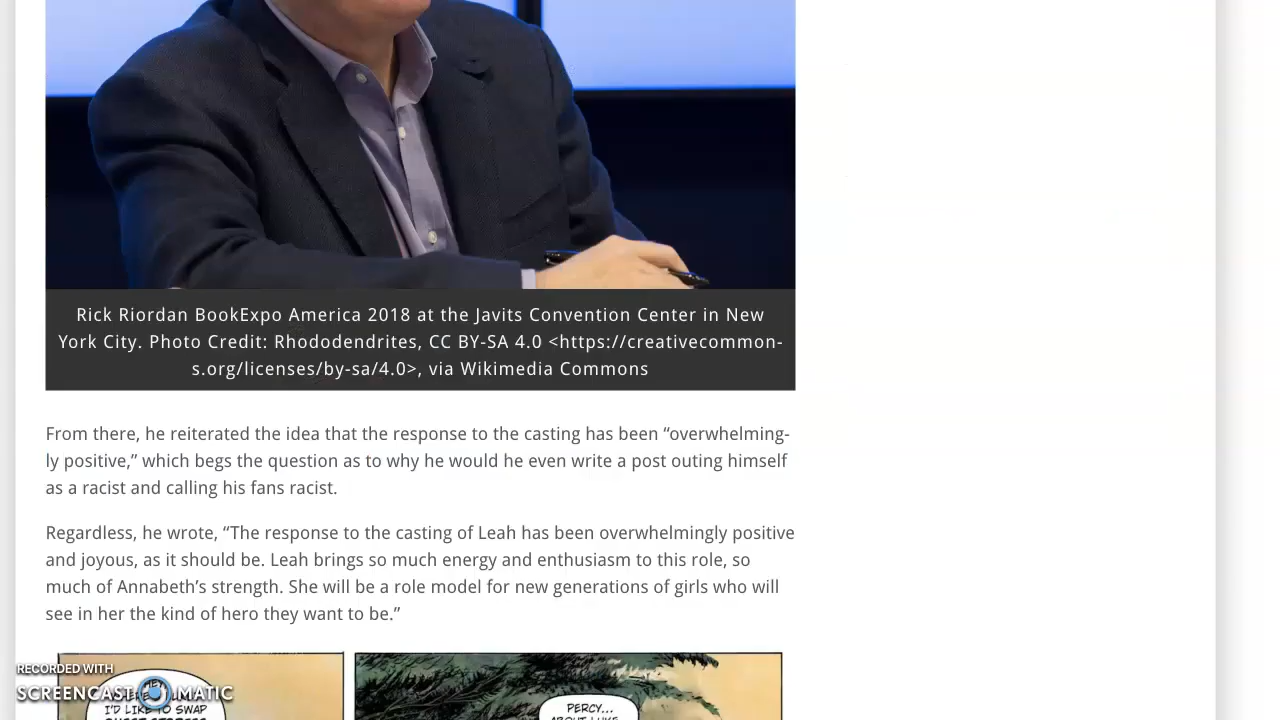 Rick Riordan BookExpo America 2018 at the Javits Convention Center in New
York City. Photo Credit: Rhododendrites, CC BY-SA 4.0 <https://creativecommon-
s.org/licenses/by-sa/4.0>, via Wikimedia Commons
From there, he reiterated the idea that the response to the casting has been “overwhelming-
ly positive,” which begs the question as to why he would he even write a post outing himself
as a racist and calling his fans racist.
Regardless, he wrote, “The response to the casting of Leah has been overwhelmingly positive
and joyous, as it should be. Leah brings so much energy and enthusiasm to this role, so
much of Annabeth’s strength. She will be a role model for new generations of girls who will
see in her the kind of hero they want to be.”
RECORDED WITH
SCREENCAST MATIC
I'D LIKE TO SWAP
PERCY...